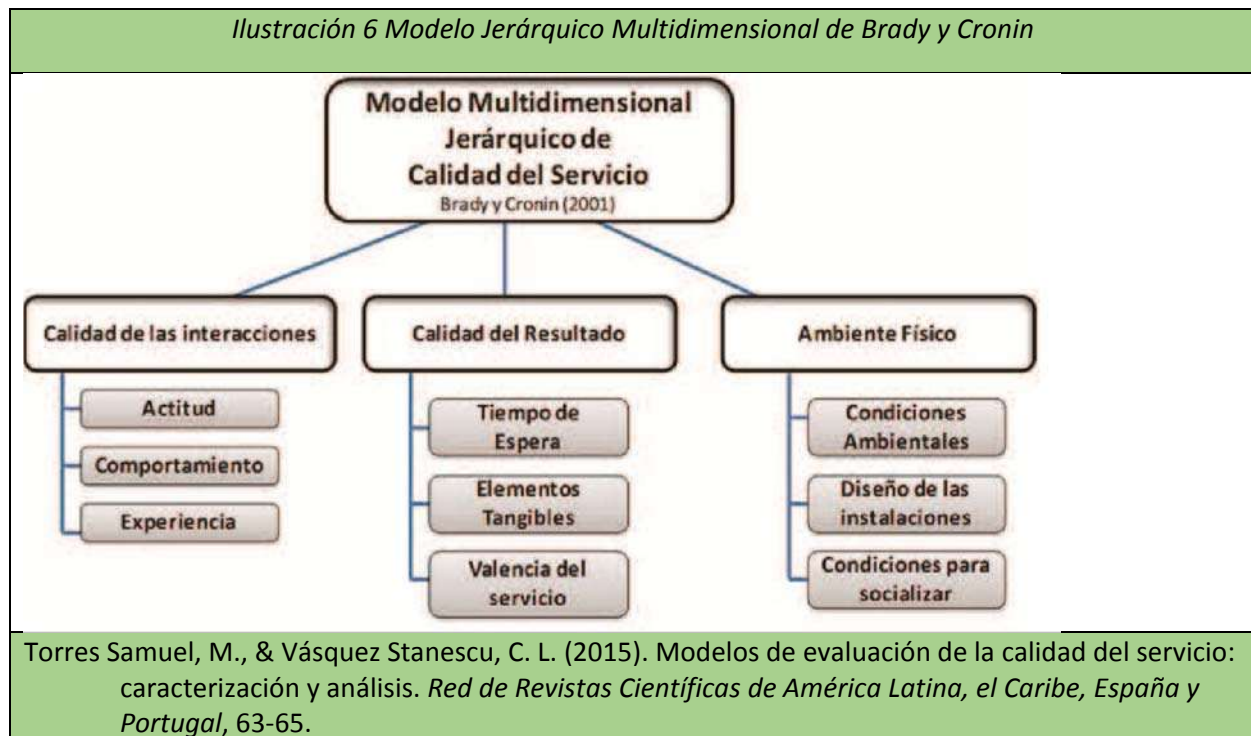 Ilustración 6 Modelo Jerárquico Multidimensional de Brady y Cronin
Modelo Multidimensional
Jerárquico de
Calidad del Servicio
Brady y Cronin (2001)
Calidad de las interacciones
Actitud
Comportamiento
Experiencia
Calidad del Resultado
Tiempo de
Espera
Elementos
Tangibles
Valencia del
servicio
Ambiente Físico
Condiciones
Ambientales
Diseño de las
instalaciones
Condiciones para
socializar
Torres Samuel, M., & Vásquez Stanescu, C. L. (2015). Modelos de evaluación de la calidad del servicio:
caracterización y análisis. Red de Revistas Científicas de América Latina, el Caribe, España y
Portugal, 63-65.